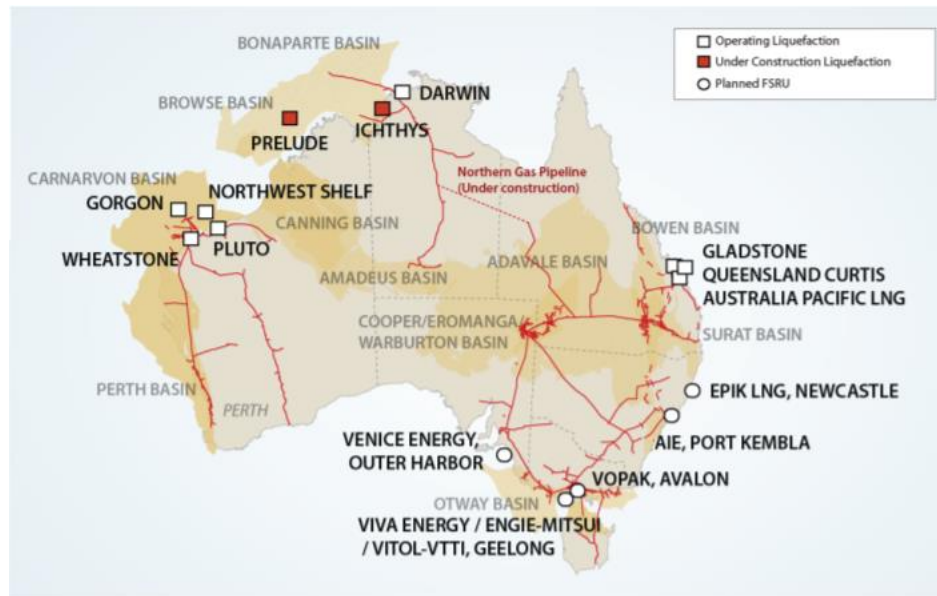 BONAPARTE BASIN
Operating Liquefaction
Under Construction Liquefaction
Planned FSRU
DARWIN
BROWSE BASIN
ICHTHYS
PRELUDE
Northern Gas Pipeline
(Under construction)
CARNARVON BASIN
NORTHWEST SHELF
GORGON
CANNING BASIN
BOWEN BASIN
PLUTO
WHEATSTONE
GLADSTONE
QUEENSLAND CURTIS
AUSTRALIA PACIFIC LNG
AMADEUS BASIN
ADAVALE BASIN
COOPER/EROMANGA/
WARBURTON BASIN
SURAT BASIN
PERTH BASIN
PERTH
EPIK LNG, NEWCASTLE
VENICE ENERGY,
OUTER HARBOR
AIE, PORT KEMBLA
VOPAK, AVALON
OTWAY BASIN
VIVA ENERGY / ENGIE-MITSUI
/ VITOL-VTTI, GEELONG